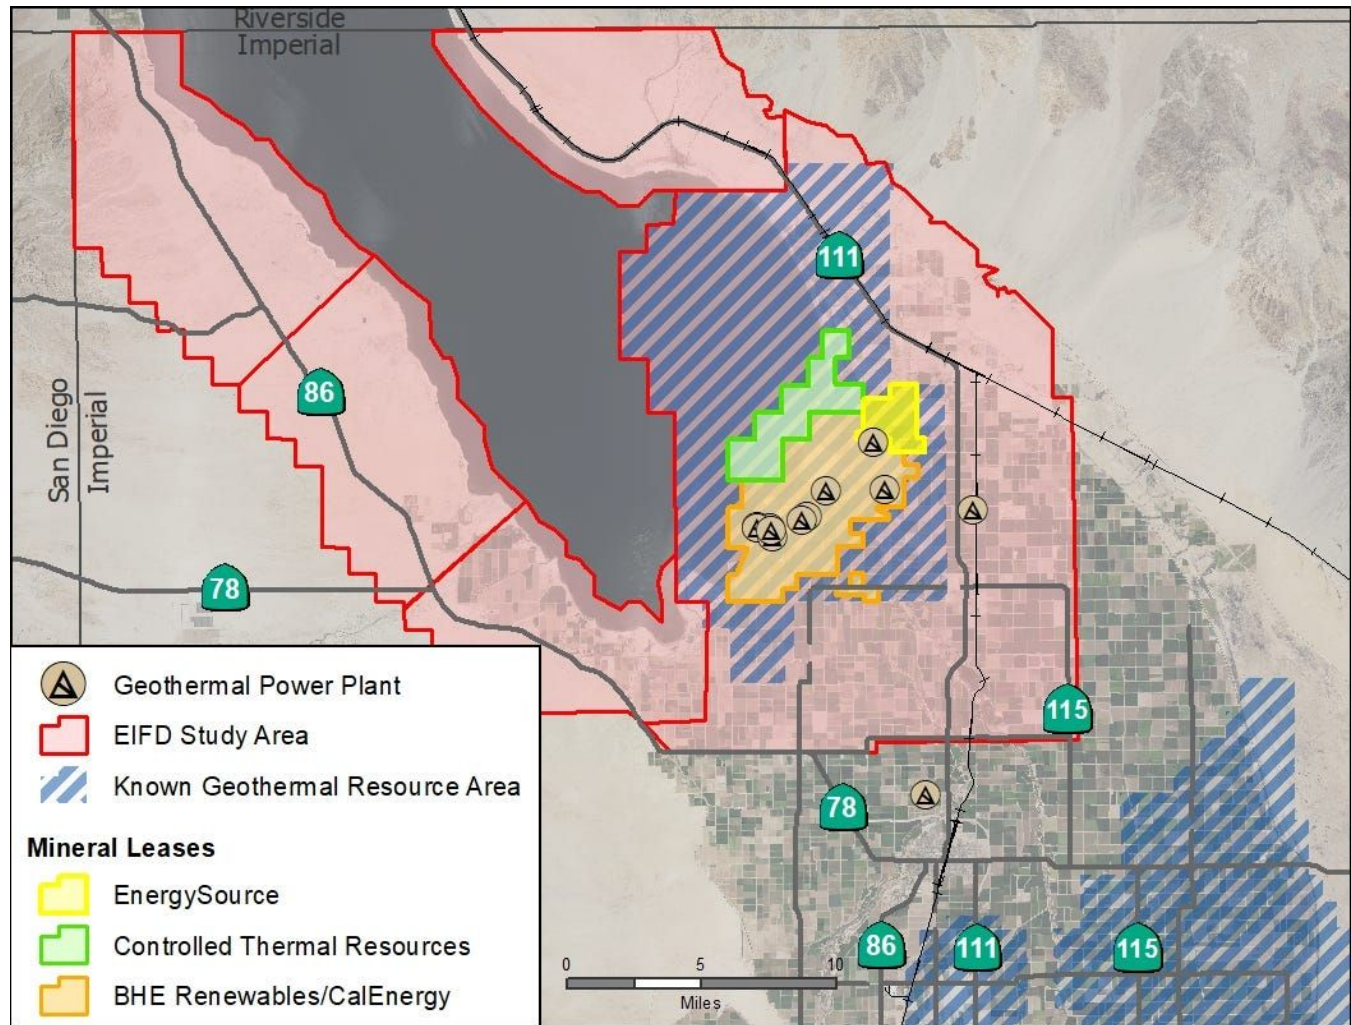 Riverside
Imperial
111
86
San Diego
Imperial
78
115
78
86
111
115
Geothermal Power Plant
EIFD Study Area
Known Geothermal Resource Area
Mineral Leases
EnergySource
Controlled Thermal Resources
BHE Renewables/CalEnergy
0 5 10
Miles